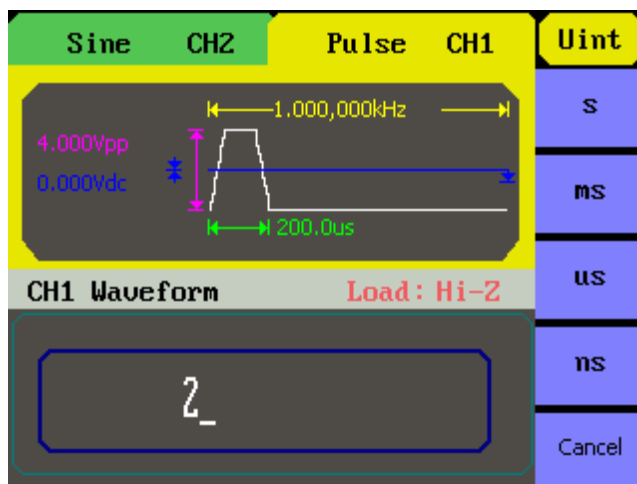 Sine CH2 Pulse CH1 Uint
1.000,000kHz
s
4.000Vpp
0.000Vdc
ms
200.0us
CH1 Waveform Load: Hi-Z
us
2_
ns
Cancel